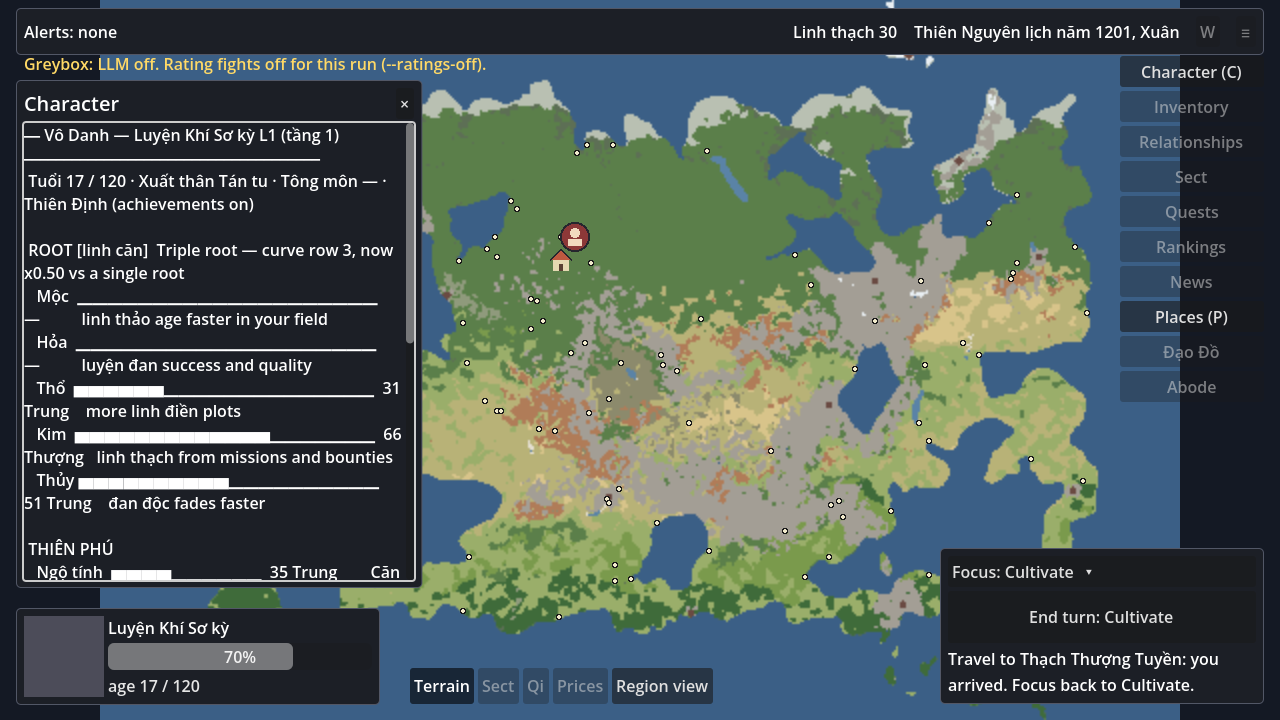 Alerts: none
Linh thạch 30 Thiên Nguyên lịch năm 1201, Xuân W ≡
Greybox: LLM off. Rating fights off for this run (--ratings-off).
Character ×
— Vô Danh — Luyện Khí Sơ kỳ L1 (tầng 1)
Tuổi 17 / 120 · Xuất thân Tán tu · Tông môn — ·
Thiên Định (achievements on)
ROOT [linh căn] Triple root — curve row 3, now
x0.50 vs a single root
Mộc
— linh thảo age faster in your field
Hỏa
— luyện đan success and quality
Thổ 31
Trung more linh điền plots
Kim 66
Thượng linh thạch from missions and bounties
Thủy
51 Trung đan độc fades faster
THIÊN PHÚ
Ngộ tính 35 Trung Căn
Character (C)
Inventory
Relationships
Sect
Quests
Rankings
News
Places (P)
Đạo Đồ
Abode
Luyện Khí Sơ kỳ
70%
age 17 / 120
Terrain Sect Qi Prices Region view
Focus: Cultivate ▾
End turn: Cultivate
Travel to Thạch Thượng Tuyền: you
arrived. Focus back to Cultivate.